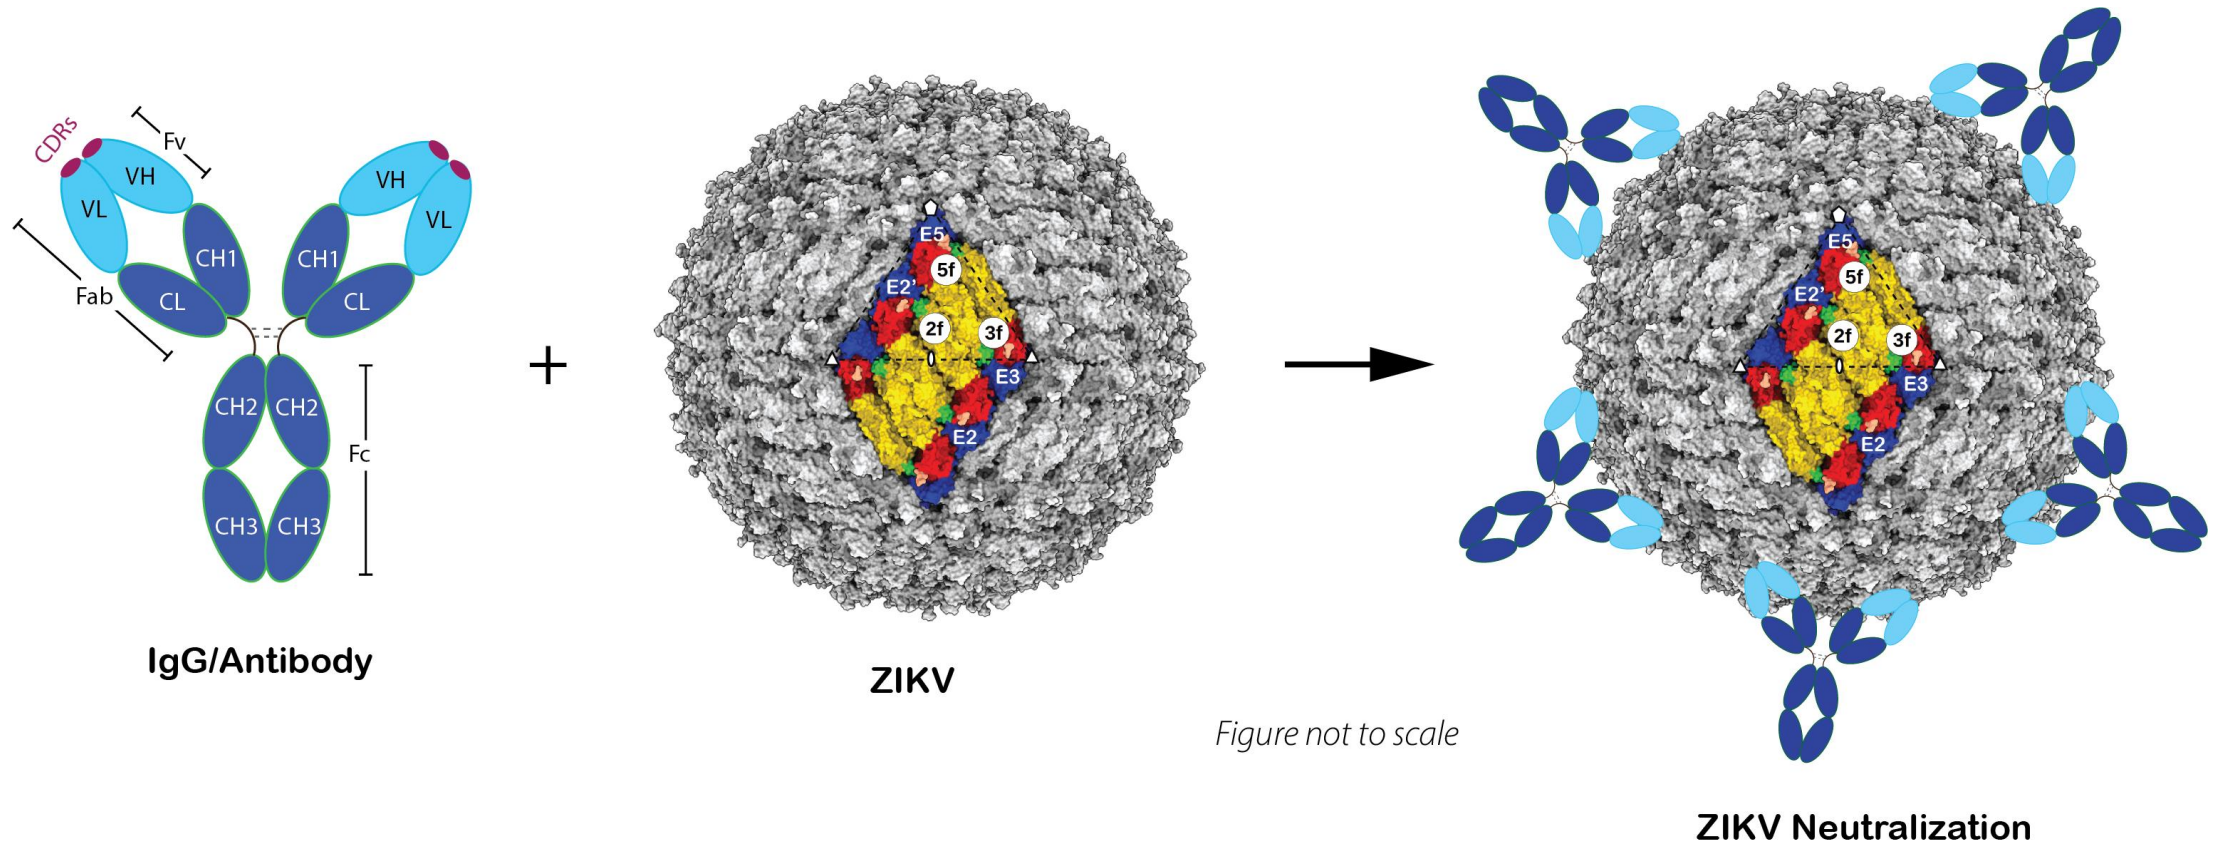 CDRs
Fv
VH
VL
CH1
CL
Fab
VH
VL
CH1
CL
CH2
CH2
Fc
CH3
CH3
IgG/Antibody
+
E5
5f
E2’
2f
3f
E3
E2
ZIKV
E5
5f
E2’
2f
3f
E3
E2
Figure not to scale
ZIKV Neutralization